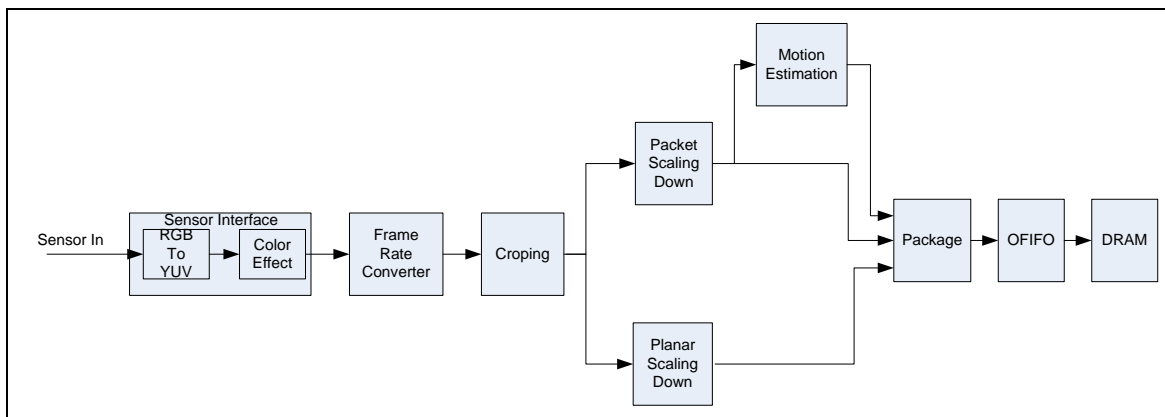 Motion
Estimation
Packet
Scaling
Down
Sensor Interface
Sensor In
RGB
To
YUV
Color
Effect
Frame
Rate
Converter
Croping
Package
OFIFO
DRAM
Planar
Scaling
Down